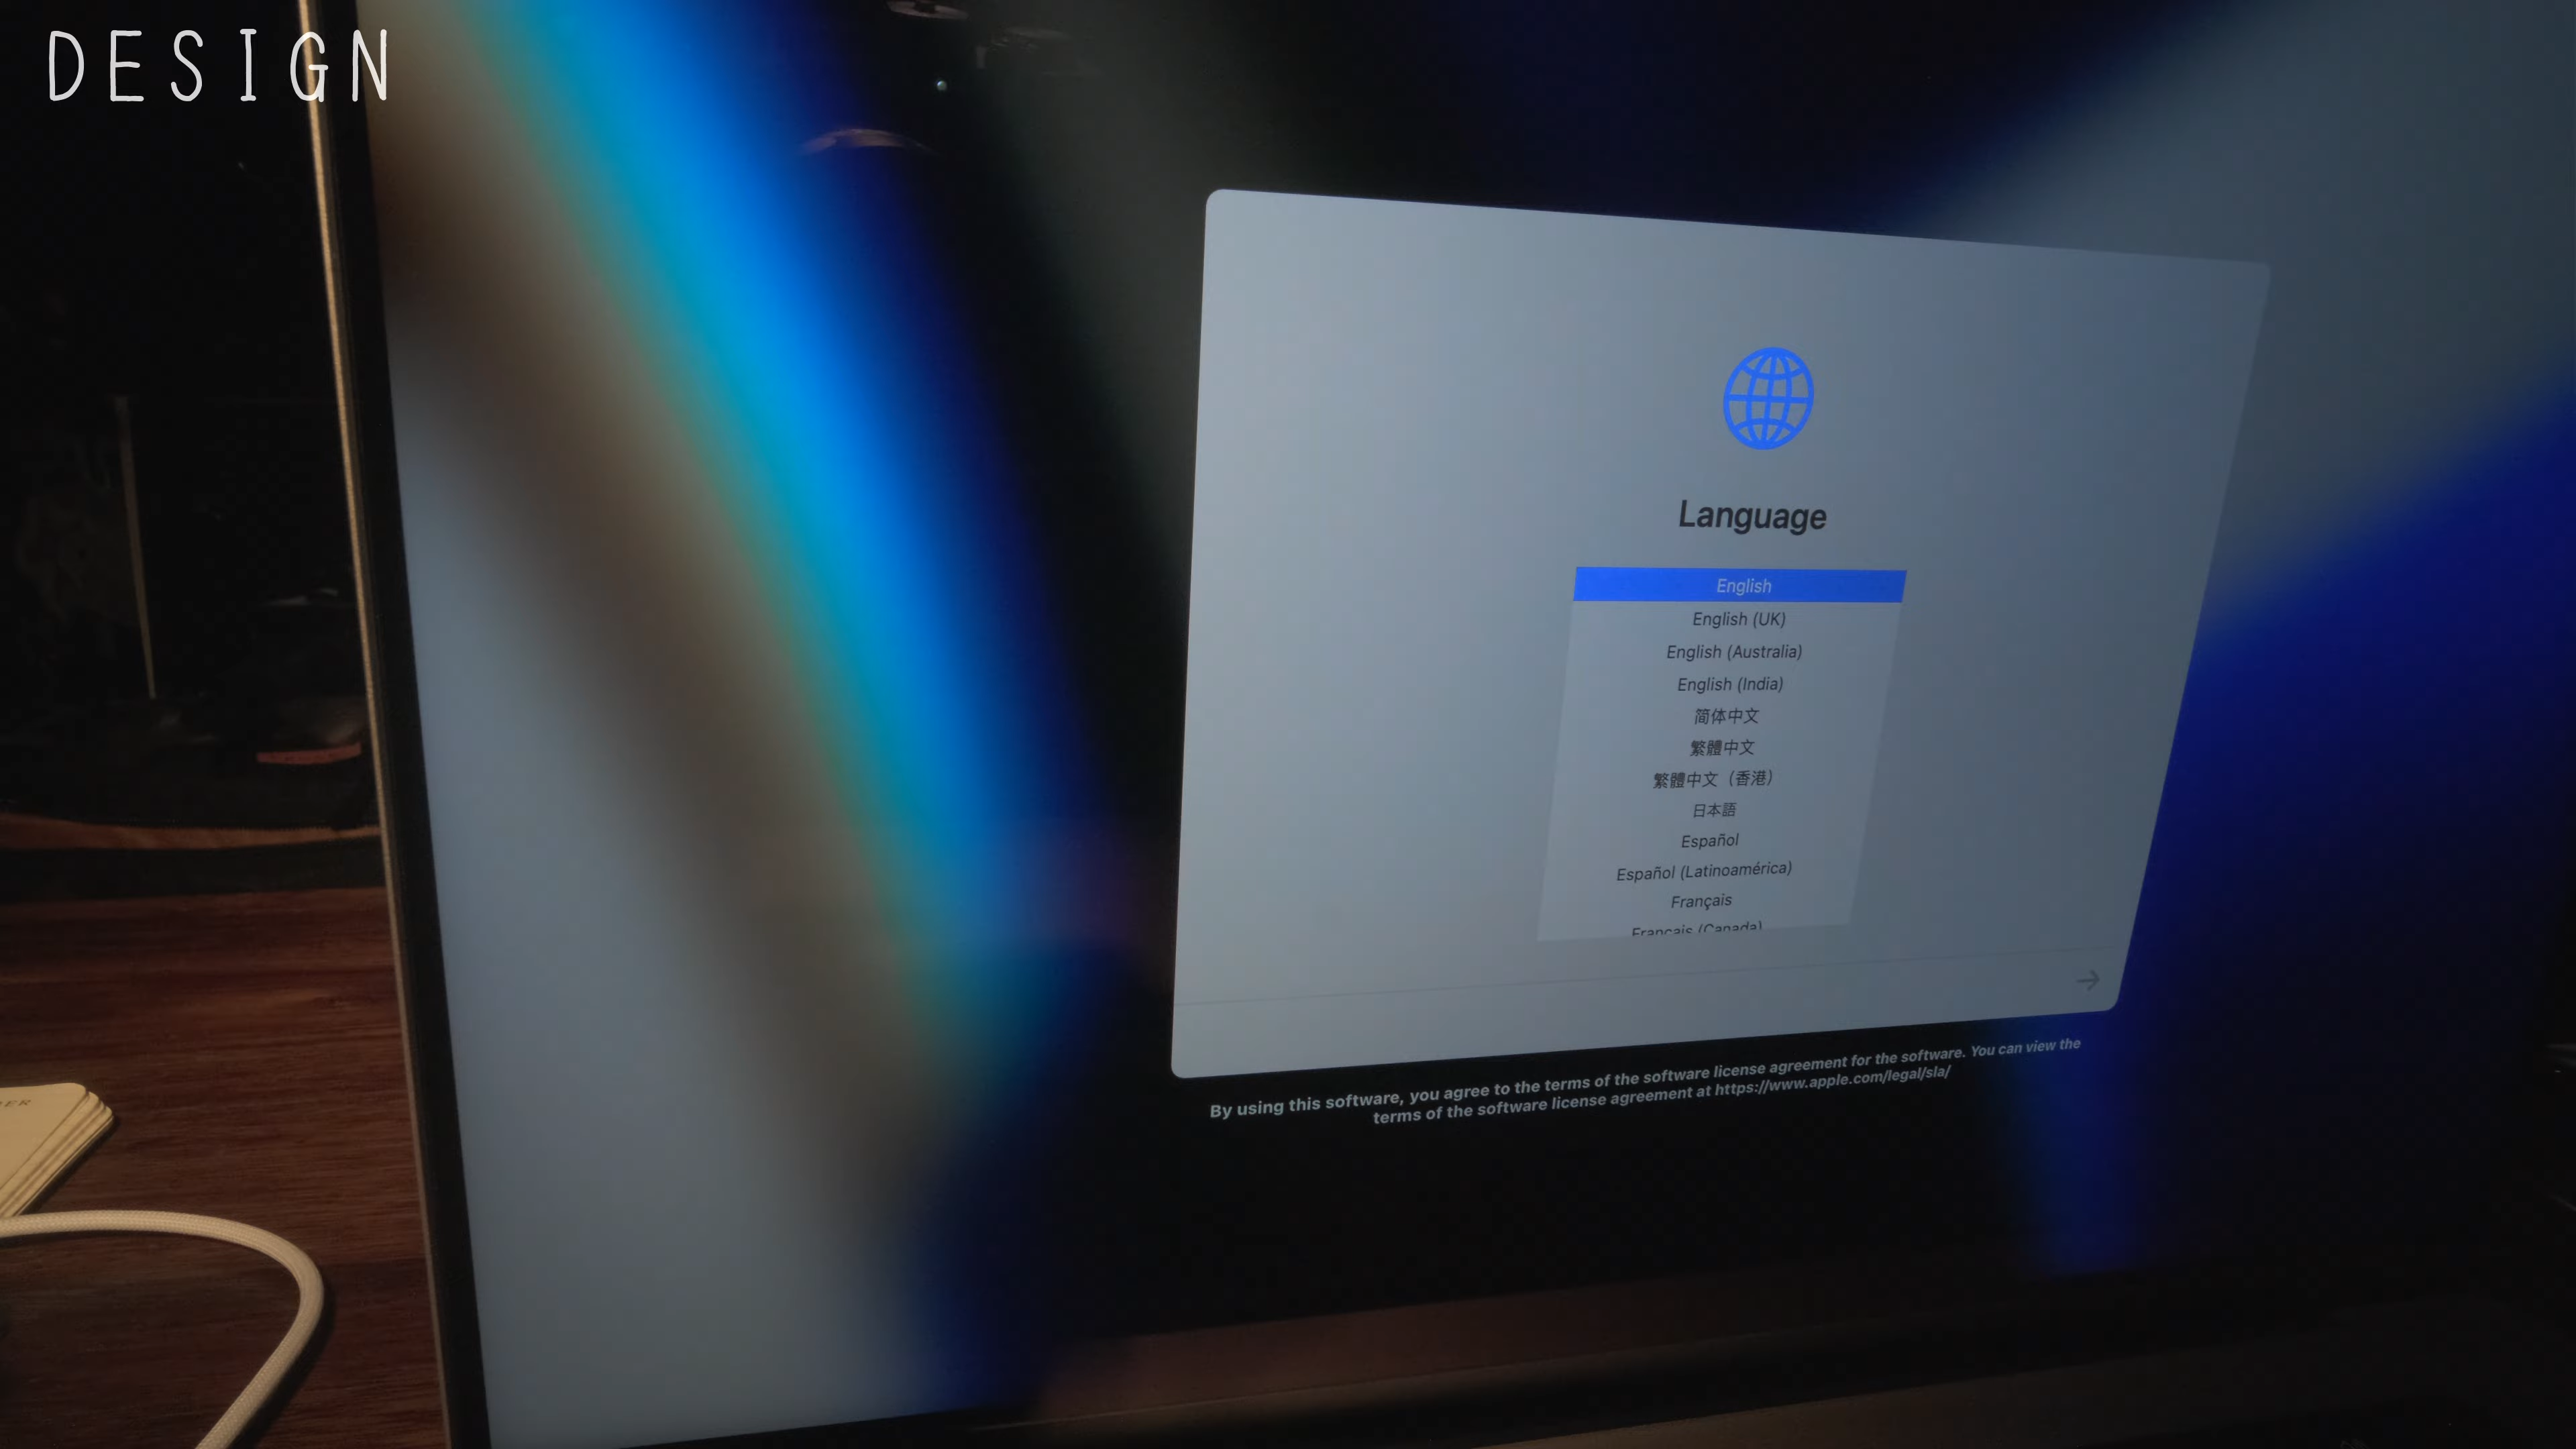 DESIGN
Language
English
English (UK)
English (Australia)
English (India)
简体中文
繁體中文
繁體中文（香港）
日本語
Español
Español (Latinoamérica)
Français
Français (Canada)
By using this software, you agree to the terms of the software license agreement for the software. You can view the
terms of the software license agreement at https://www.apple.com/legal/sla/